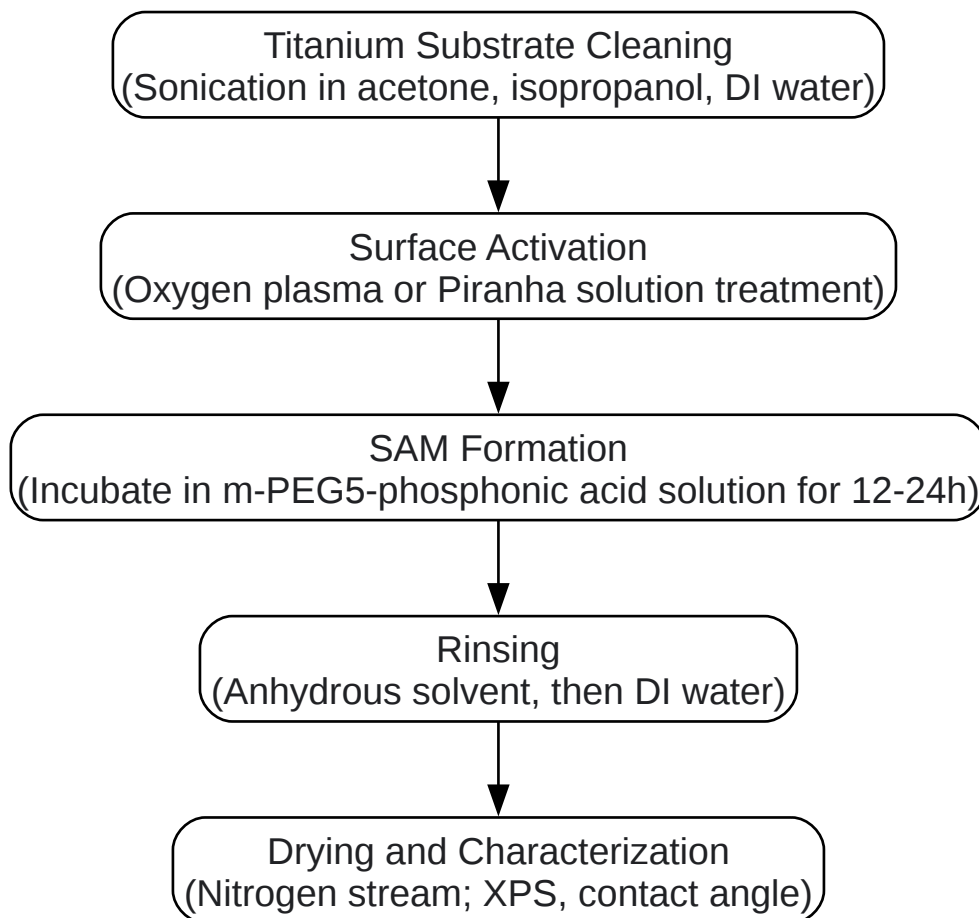 Titanium Substrate Cleaning
(Sonication in acetone, isopropanol, DI water)
Surface Activation
(Oxygen plasma or Piranha solution treatment)
SAM Formation
(Incubate in m-PEG5-phosphonic acid solution for 12-24h)
Rinsing
(Anhydrous solvent, then DI water)
Drying and Characterization
(Nitrogen stream; XPS, contact angle)